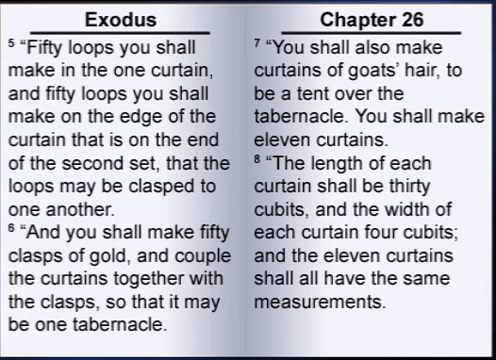 Exodus
⁵ “Fifty loops you shall
make in the one curtain,
and fifty loops you shall
make on the edge of the
curtain that is on the end
of the second set, that the
loops may be clasped to
one another.
⁶ “And you shall make fifty
clasps of gold, and couple
the curtains together with
the clasps, so that it may
be one tabernacle.
Chapter 26
⁷ “You shall also make
curtains of goats’ hair, to
be a tent over the
tabernacle. You shall make
eleven curtains.
⁸ “The length of each
curtain shall be thirty
cubits, and the width of
each curtain four cubits;
and the eleven curtains
shall all have the same
measurements.